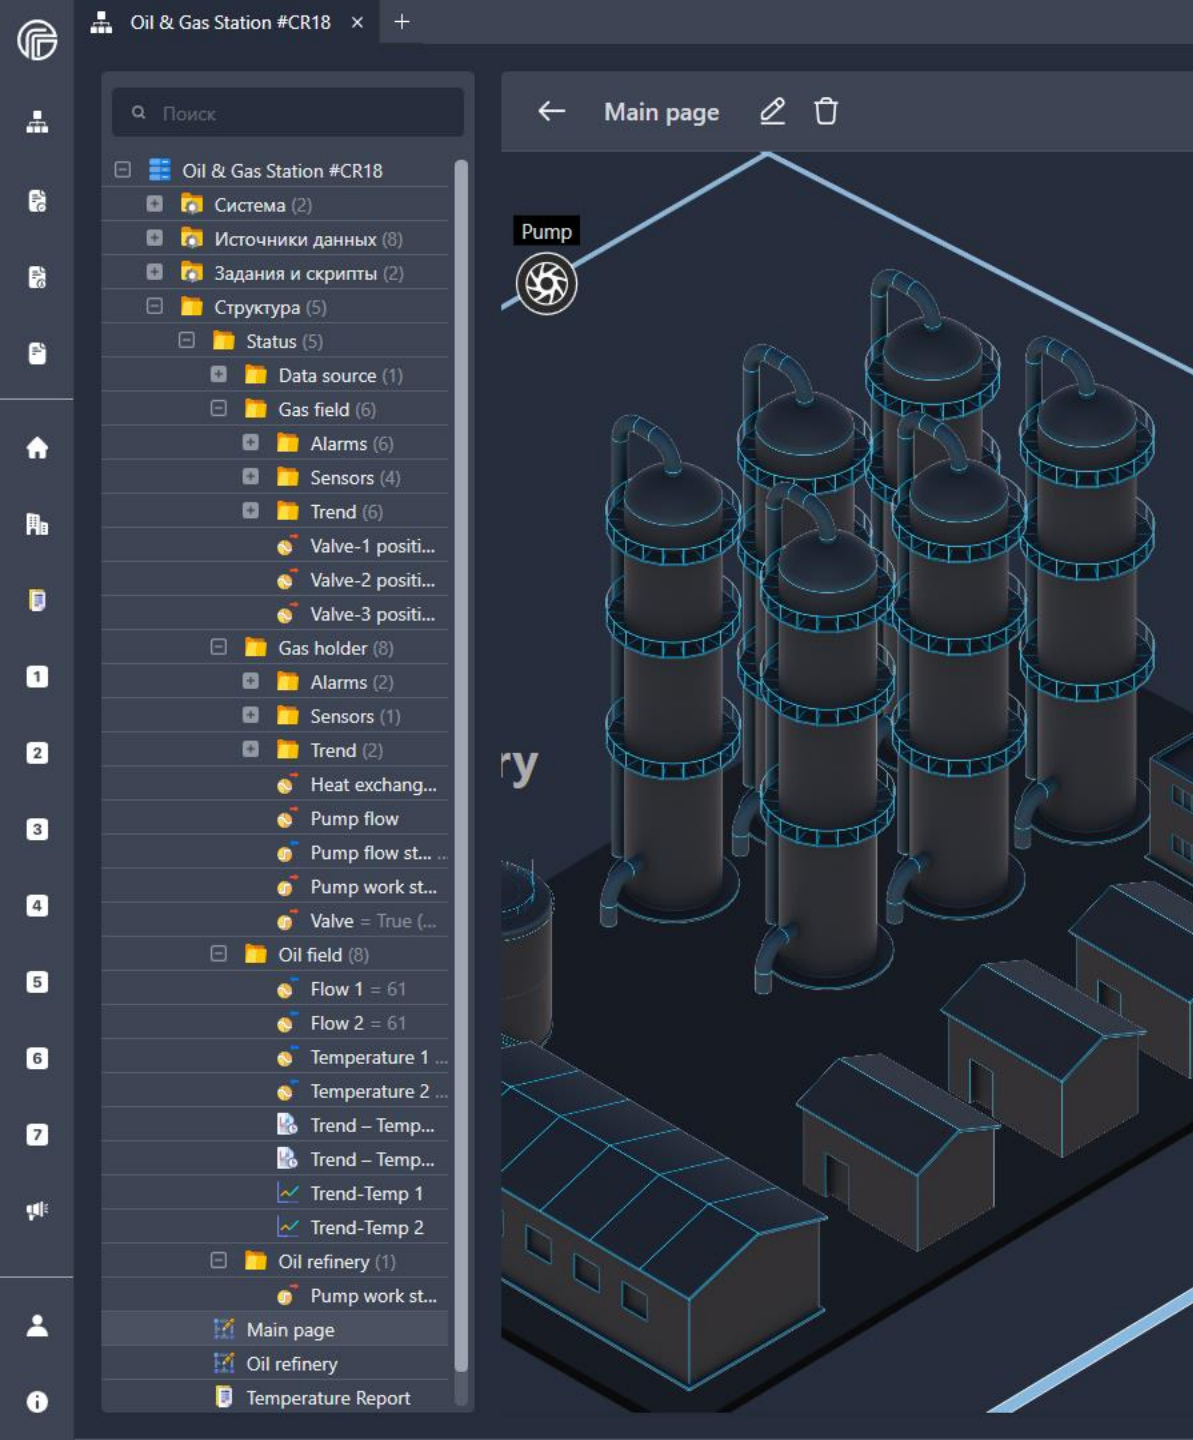 Oil & Gas Station #CR18
Поиск
Main page
Oil & Gas Station #CR18
Система (2)
Источники данных (8)
Задания и скрипты (2)
Структура (5)
Status (5)
Data source (1)
Gas field (6)
Alarms (6)
Sensors (4)
Trend (6)
Valve-1 positi...
Valve-2 positi...
Valve-3 positi...
Gas holder (8)
Alarms (2)
Sensors (1)
Trend (2)
Heat exchang...
Pump flow
Pump flow st... ...
Pump work st...
Valve = True (...
Oil field (8)
Flow 1 = 61
Flow 2 = 61
Temperature 1 ...
Temperature 2 ...
Trend – Temp...
Trend – Temp...
Trend-Temp 1
Trend-Temp 2
Oil refinery (1)
Pump work st...
Main page
Oil refinery
Temperature Report
1
2
3
4
5
6
7
Pump
ry